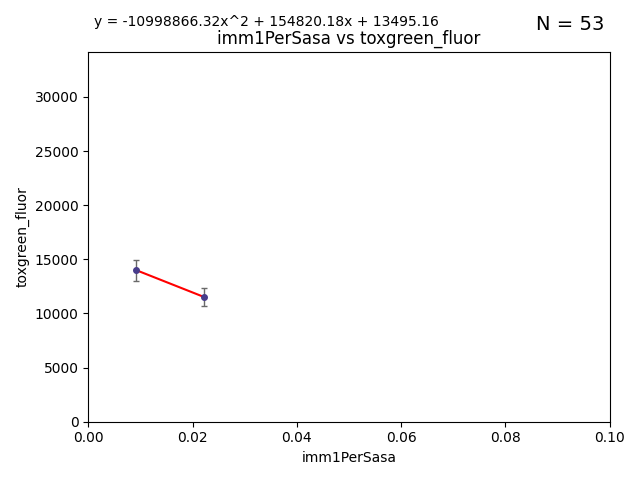 y = -10998866.32x^2 + 154820.18x + 13495.16
N = 53
imm1PerSasa vs toxgreen_fluor
30000
25000
20000
15000
10000
5000
0
toxgreen_fluor
0.00 0.02 0.04 0.06 0.08 0.10
imm1PerSasa